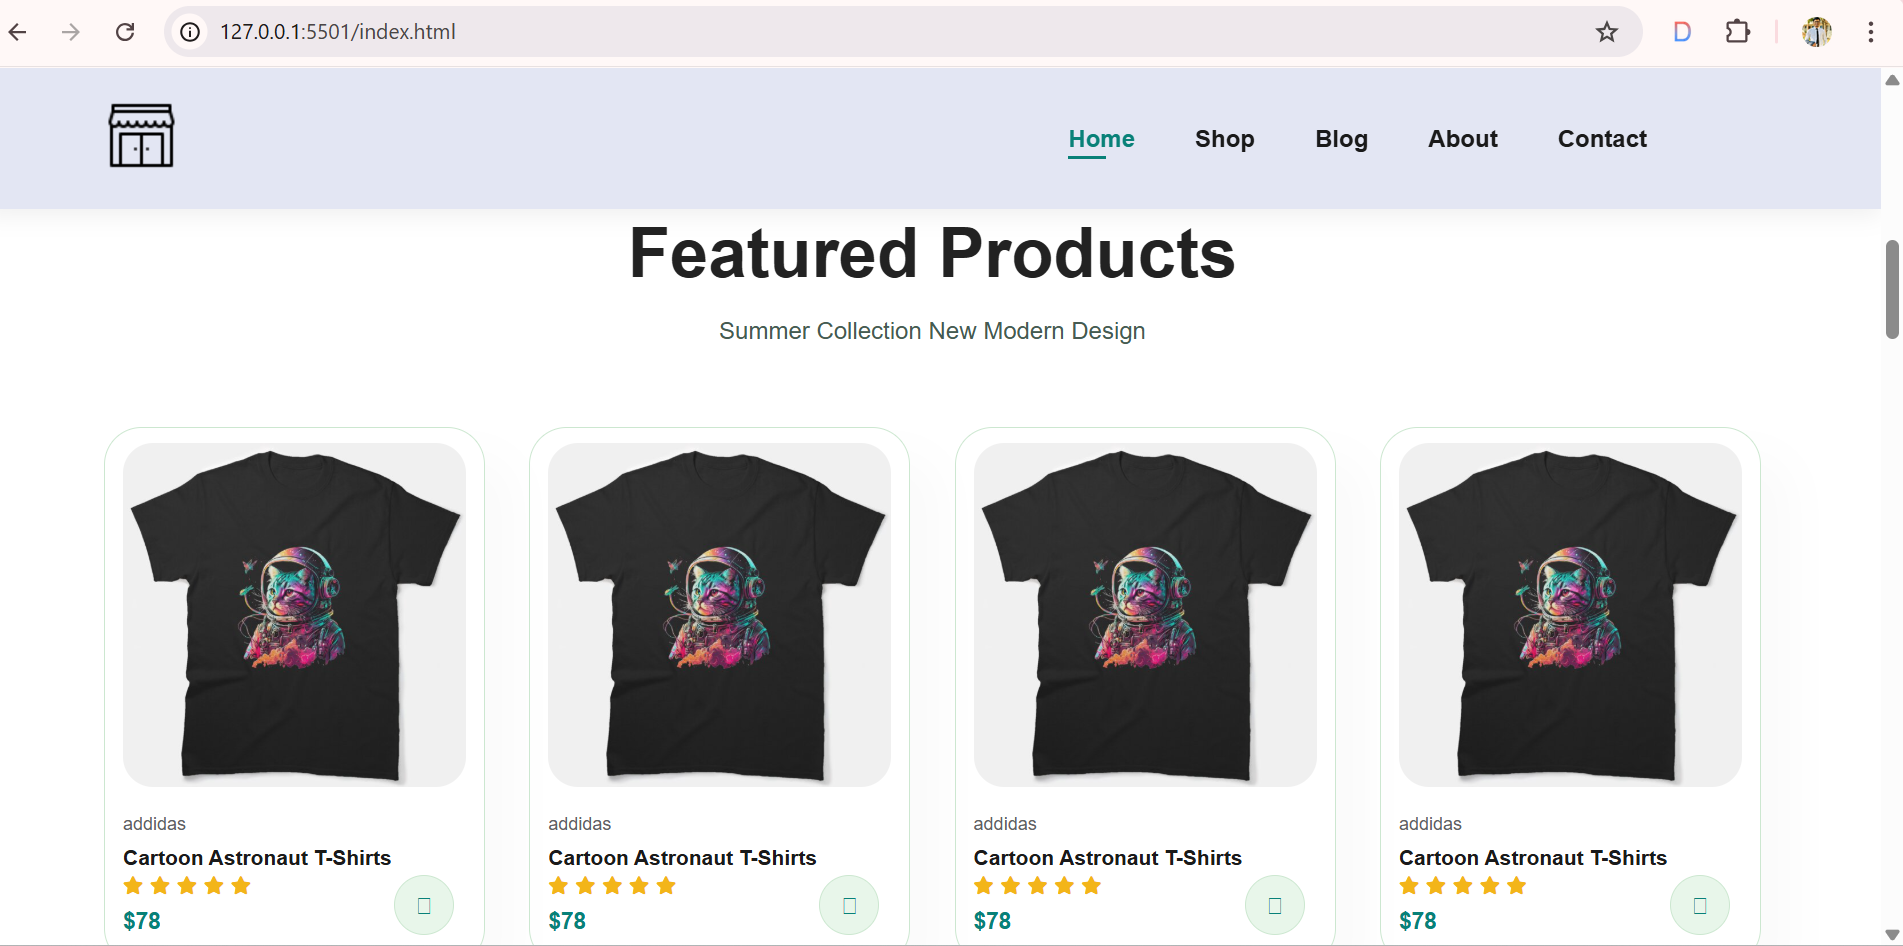 127.0.0.1:5501/index.html
D
Home Shop Blog About Contact
Featured Products
Summer Collection New Modern Design
addidas addidas addidas addidas
Cartoon Astronaut T-Shirts Cartoon Astronaut T-Shirts Cartoon Astronaut T-Shirts Cartoon Astronaut T-Shirts
$78 $78 $78 $78